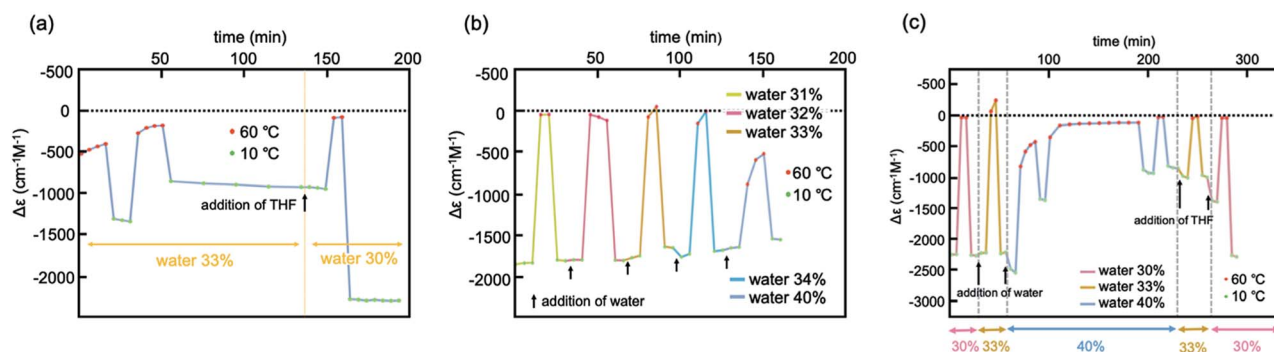 (a)
time (min)
0 50 100 150 200
-500
0
-500
-1000
-1500
-2000
Δε (cm⁻¹M⁻¹)
60 ℃
10 ℃
addition of THF
water 33%
water 30%
(b)
time (min)
0 50 100 150 200
-500
0
-500
-1000
-1500
-2000
Δε (cm⁻¹M⁻¹)
water 31%
water 32%
water 33%
60 ℃
10 ℃
water 34%
water 40%
addition of water
(c)
time (min)
0 100 200 300
-500
0
-500
-1000
-1500
-2000
-2500
-3000
Δε (cm⁻¹M⁻¹)
addition of THF
addition of water
water 30%
water 33%
water 40%
60 ℃
10 ℃
30% 33% 40% 33% 30%